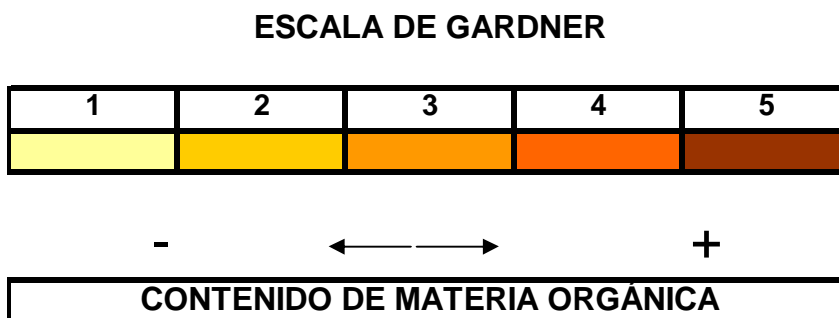 ESCALA DE GARDNER
1 2 3 4 5
- +
CONTENIDO DE MATERIA ORGÁNICA